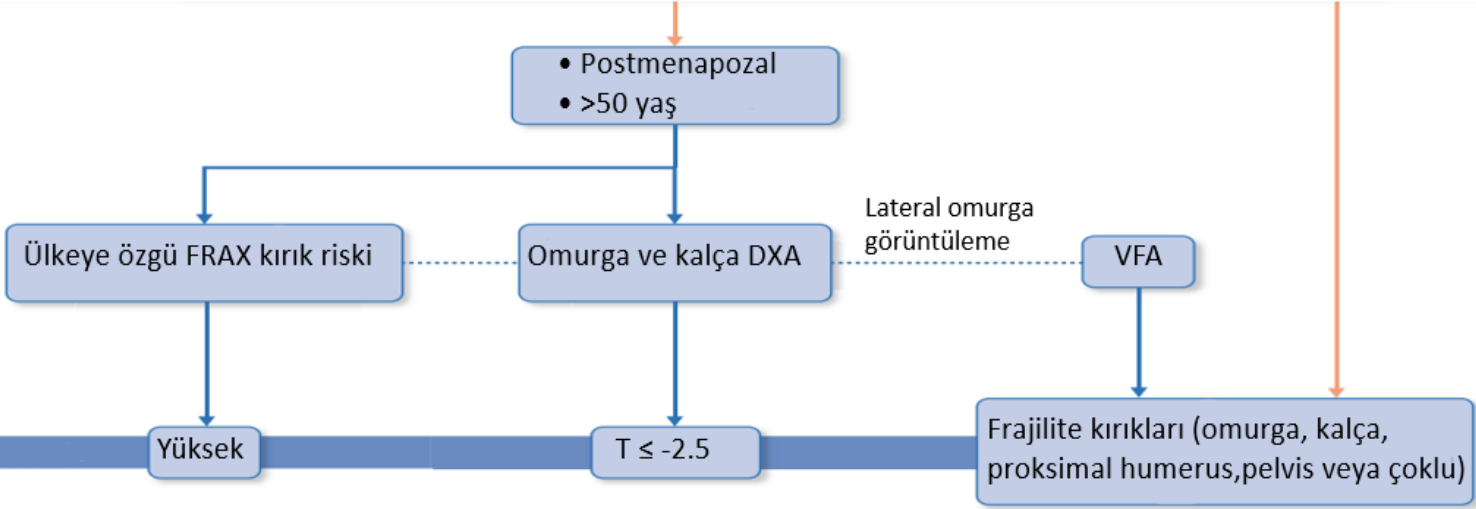 • Postmenapozal
• >50 yaş
Lateral omurga
görüntüleme
Ülkeye özgü FRAX kırık riski
Omurga ve kalça DXA
VFA
Yüksek
T ≤ -2.5
Frajilite kırıkları (omurga, kalça,
proksimal humerus,pelvis veya çoklu)